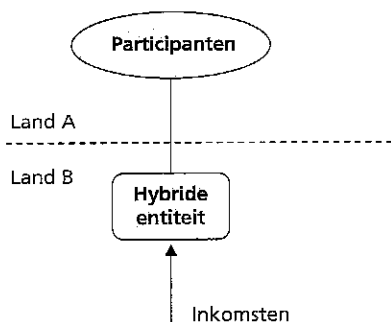 Participanten
Land A
Land B
Hybride
entiteit
Inkomsten